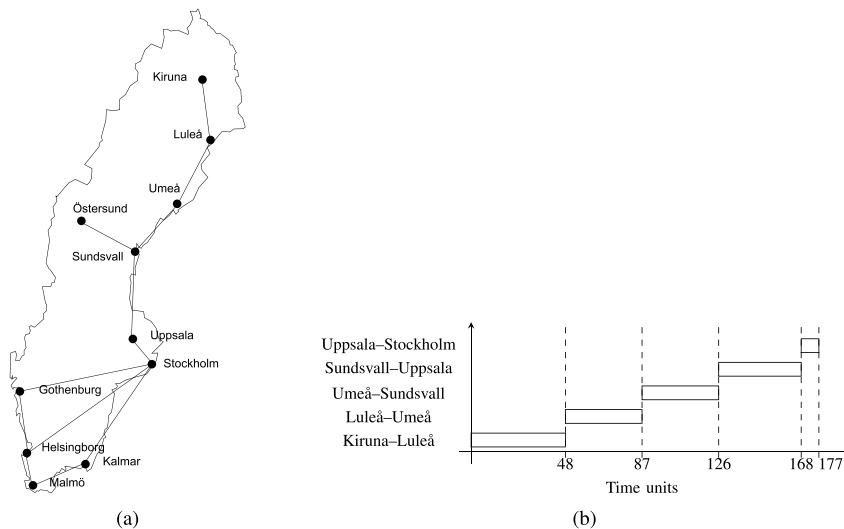 Kiruna
Luleå
Umeå
Östersund
Sundsvall
Uppsala
Stockholm
Gothenburg
Helsingborg
Kalmar
Malmö
(a)
Uppsala–Stockholm
Sundsvall–Uppsala
Umeå–Sundsvall
Luleå–Umeå
Kiruna–Luleå
48 87 126 168 177
Time units
(b)